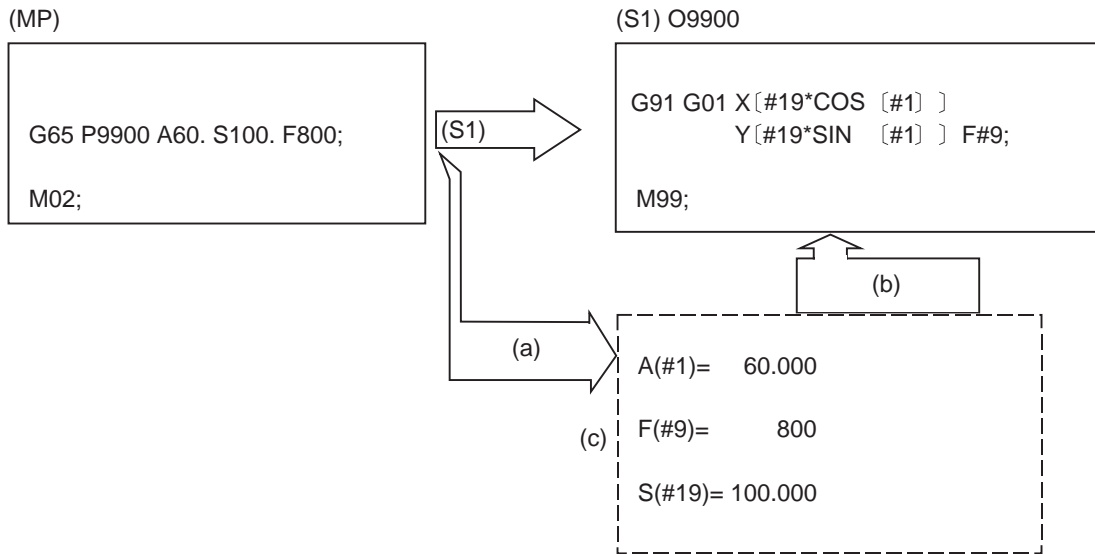 (MP)
G65 P9900 A60. S100. F800;
M02;
(S1)
(S1) O9900
G91 G01 X〔#19*COS 〔#1〕〕
Y〔#19*SIN 〔#1〕〕 F#9;
M99;
(a)
(b)
(c)
A(#1)= 60.000
F(#9)= 800
S(#19)= 100.000